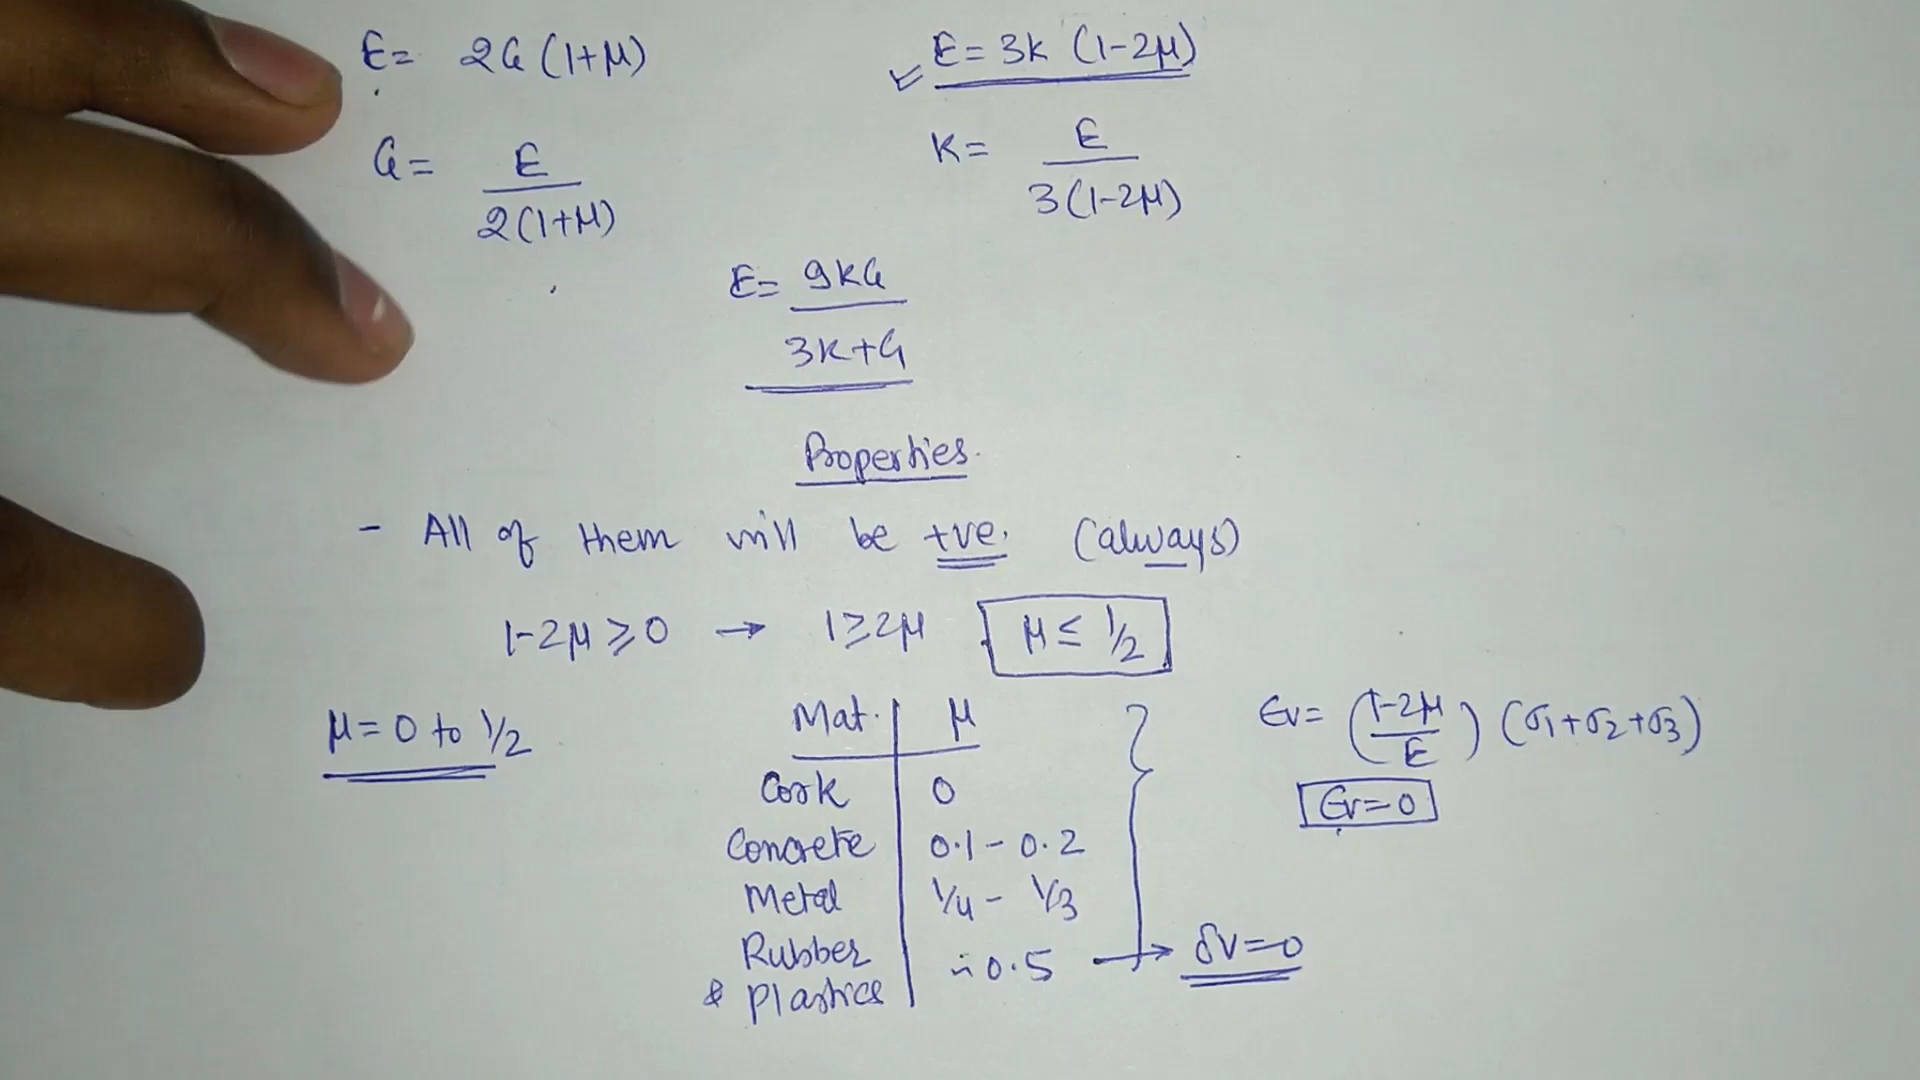 E= 2G (1+μ)
E= 3K (1-2μ)
G= E
2(1+μ)
K= E
3(1-2μ)
E= 9KG
3K+G
Properties.
- All of them will be +ve. (always)
1-2μ ≥ 0 → 1≥2μ μ ≤ 1/2
μ = 0 to 1/2
Mat. μ
Cork 0
Concrete 0.1 - 0.2
Metal 1/4 - 1/3
Rubber & Plastics ~ 0.5 → δV=0
Ev= (1-2μ / E) (σ1+σ2+σ3)
Ev=0